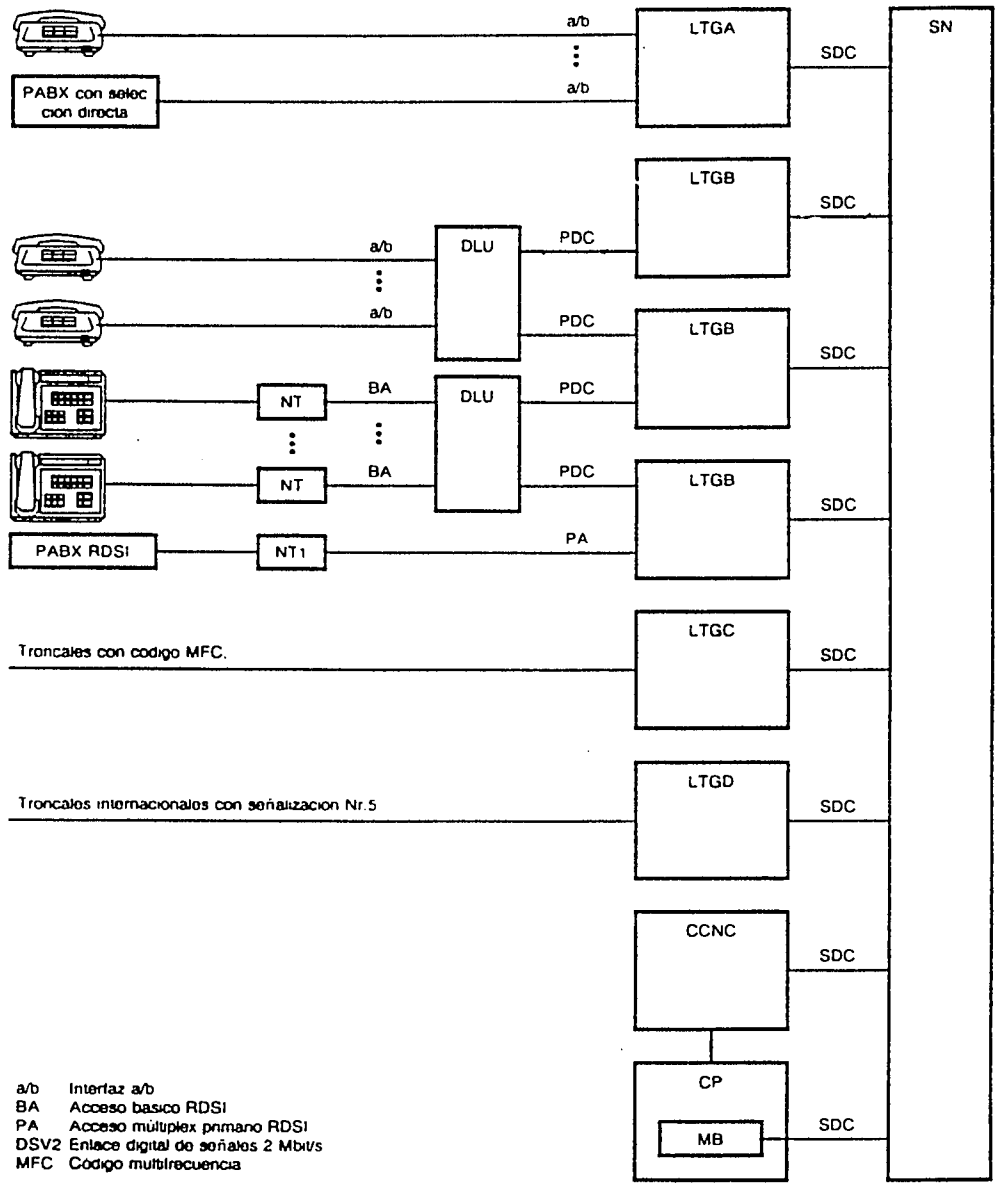 a/b
LTGA
SN
SDC
PABX con selec
cion directa
a/b
LTGB
SDC
a/b
DLU
PDC
a/b
PDC
LTGB
SDC
NT
BA
DLU
PDC
NT
BA
PDC
LTGB
SDC
PABX RDSI
NT1
PA
Troncales con codigo MFC.
LTGC
SDC
Troncales internacionales con señalizacion Nr.5
LTGD
SDC
CCNC
SDC
CP
MB
SDC
a/b Interfaz a/b
BA Acceso basico RDSI
PA Acceso múltiplex primano RDSI
DSV2 Enlace digital de señales 2 Mbit/s
MFC Código multifrecuencia